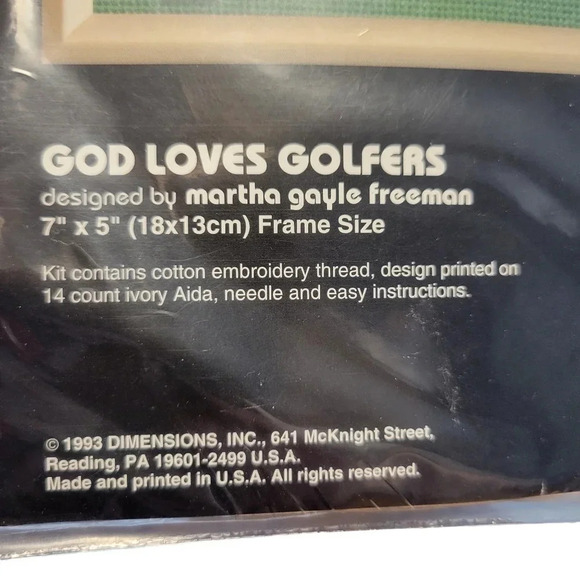 GOD LOVES GOLFERS
designed by martha gayle freeman
7" x 5" (18x13cm) Frame Size
Kit contains cotton embroidery thread, design printed on
14 count ivory Aida, needle and easy instructions.
© 1993 DIMENSIONS, INC., 641 McKnight Street,
Reading, PA 19601-2499 U.S.A.
Made and printed in U.S.A. All rights reserved.